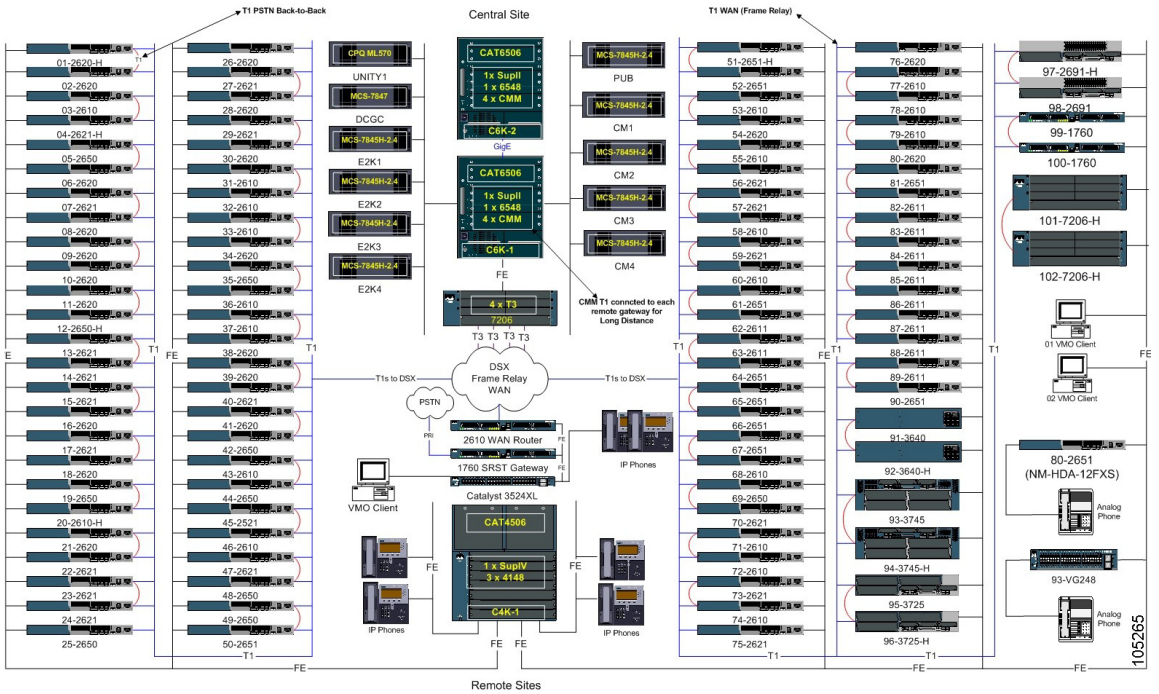 T1 PSTN Back-to-Back
Central Site
T1 WAN (Frame Relay)
T1
01-2620-H
02-2620
03-2610
04-2621-H
05-2650
06-2620
07-2621
08-2620
09-2620
10-2620
11-2620
12-2650-H
13-2621
14-2621
15-2621
16-2620
17-2621
18-2620
19-2650
20-2610-H
21-2620
22-2621
23-2621
24-2621
25-2650
E
T1
FE
T1
26-2620
27-2621
28-2620
29-2621
30-2620
31-2610
32-2610
33-2610
34-2620
35-2650
36-2610
37-2610
38-2620
39-2620
40-2621
41-2620
42-2650
43-2610
44-2650
45-2521
46-2610
47-2621
48-2650
49-2650
50-2651
T1
FE
CPQ ML570
UNITY1
MCS-7847
DCGC
MCS-7845H-2.4
E2K1
MCS-7845H-2.4
E2K2
MCS-7845H-2.4
E2K3
MCS-7845H-2.4
E2K4
CAT6506
1x SupII
1 x 6548
4 x CMM
C6K-2
GigE
CAT6506
1x SupII
1 x 6548
4 x CMM
C6K-1
FE
4 x T3
7206
T3 T3 T3 T3
MCS-7845H-2.4
PUB
MCS-7845H-2.4
CM1
MCS-7845H-2.4
CM2
MCS-7845H-2.4
CM3
MCS-7845H-2.4
CM4
CMM T1 conncted to each
remote gateway for
Long Distance
DSX
Frame Relay
WAN
T1s to DSX
T1s to DSX
PSTN
PRI
2610 WAN Router
FE
1760 SRST Gateway
FE
Catalyst 3524XL
VMO Client
IP Phones
CAT4506
1 x SupIV
3 x 4148
C4K-1
FE
FE
IP Phones
IP Phones
FE
FE
Remote Sites
51-2651-H
52-2651
53-2610
54-2620
55-2610
56-2621
57-2621
58-2610
59-2621
60-2610
61-2651
62-2611
63-2611
64-2651
65-2651
66-2651
67-2651
68-2610
69-2650
70-2621
71-2610
72-2610
73-2621
74-2610
75-2621
T1
FE
T1
T1
76-2620
77-2610
78-2610
79-2610
80-2620
81-2651
82-2611
83-2611
84-2611
85-2611
86-2611
87-2611
88-2611
89-2611
90-2651
91-3640
92-3640-H
93-3745
94-3745-H
95-3725
96-3725-H
T1
FE
T1
97-2691-H
98-2691
99-1760
100-1760
101-7206-H
102-7206-H
01 VMO Client
FE
02 VMO Client
80-2651
(NM-HDA-12FXS)
Analog
Phone
93-VG248
Analog
Phone
FE
105265